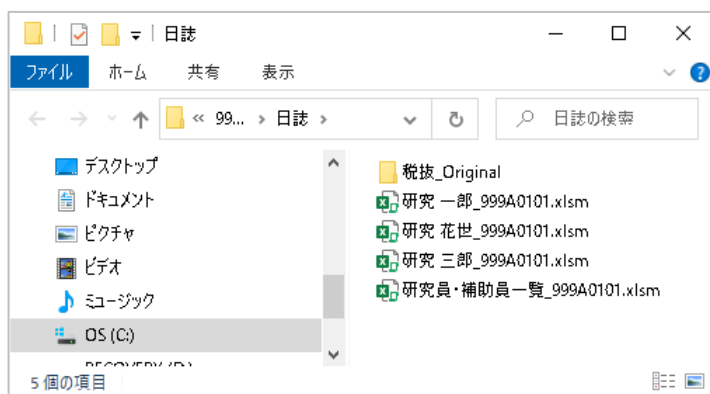 日誌
ファイル ホーム 共有 表示
« 99... › 日誌 ›
日誌の検索
デスクトップ
ドキュメント
ピクチャ
ビデオ
ミュージック
OS (C:)
税抜_Original
研究 一郎_999A0101.xlsm
研究 花世_999A0101.xlsm
研究 三郎_999A0101.xlsm
研究員・補助員一覧_999A0101.xlsm
5 個の項目